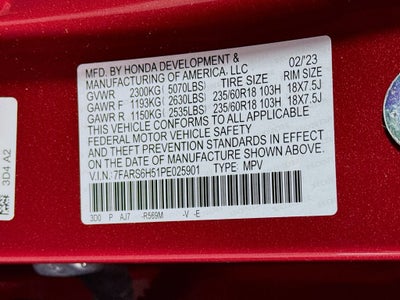 MFD. BY HONDA DEVELOPMENT & 02/'23
MANUFACTURING OF AMERICA, LLC
GVWR 2300KG( 5070LBS) TIRE SIZE RIM SIZE
GAWR F 1193KG (2630LBS) 235/60R18 103H 18X7.5J
GAWR R 1150KG( 2535LBS) 235/60R18 103H 18X7.5J
THIS VEHICLE CONFORMS TO ALL APPLICABLE
FEDERAL MOTOR VEHICLE SAFETY
AND THEFT PREVENTION STANDARDS IN EFFECT
ON THE DATE OF MANUFACTURE SHOWN ABOVE.
V.I.N.: 7FARS6H51PE025901 TYPE: MPV
3D0 P AJ7 -R569M -V -E
3D4 A2